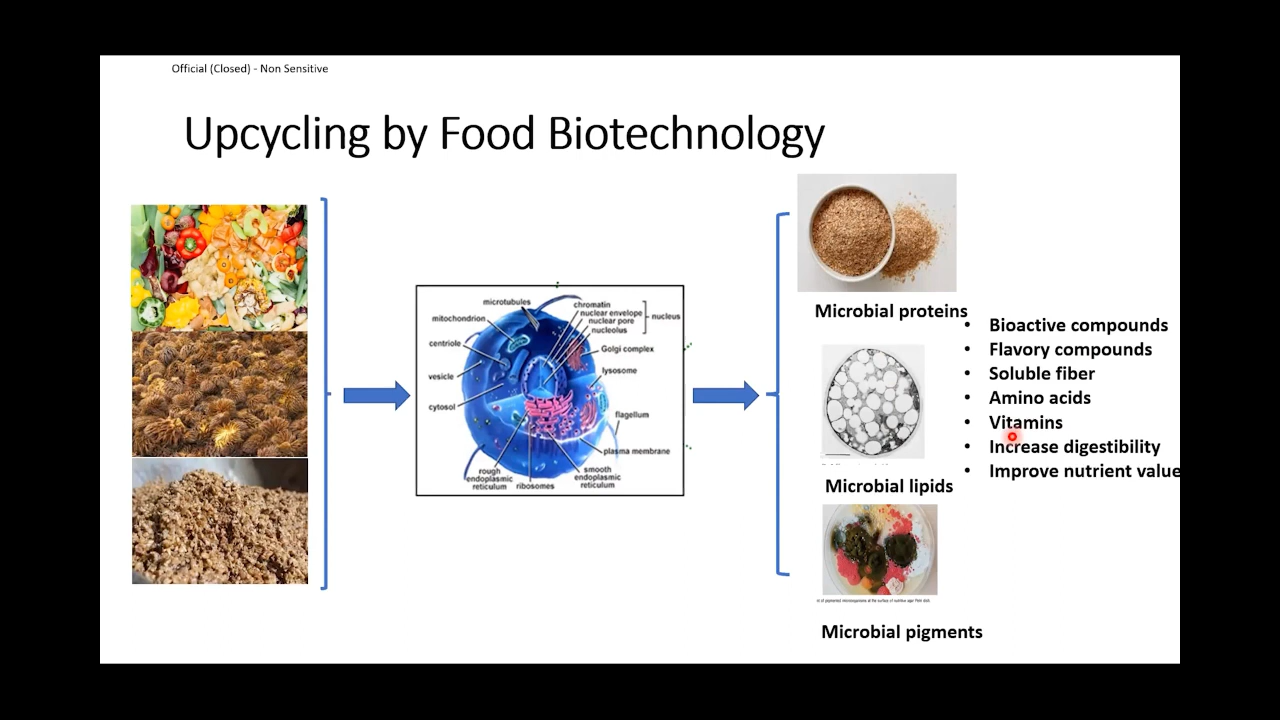 Official (Closed) - Non Sensitive
Upcycling by Food Biotechnology
microtubules
chromatin
nuclear envelope
nuclear pore
nucleolus
nucleus
mitochondrion
centriole
Golgi complex
vesicle
lysosome
cytosol
flagellum
plasma membrane
rough
endoplasmic
reticulum
ribosomes
smooth
endoplasmic
reticulum
Microbial proteins
Microbial lipids
Microbial pigments
• Bioactive compounds
• Flavory compounds
• Soluble fiber
• Amino acids
• Vitamins
• Increase digestibility
• Improve nutrient value